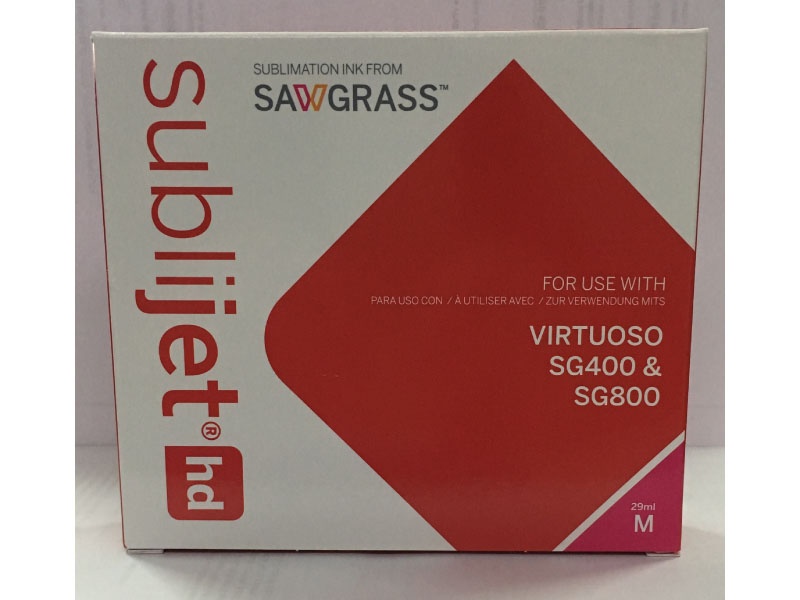 sublijet® hd
SUBLIMATION INK FROM
SAWGRASS™
FOR USE WITH
PARA USO CON / À UTILISER AVEC / ZUR VERWENDUNG MITS
VIRTUOSO
SG400 &
SG800
29ml
M